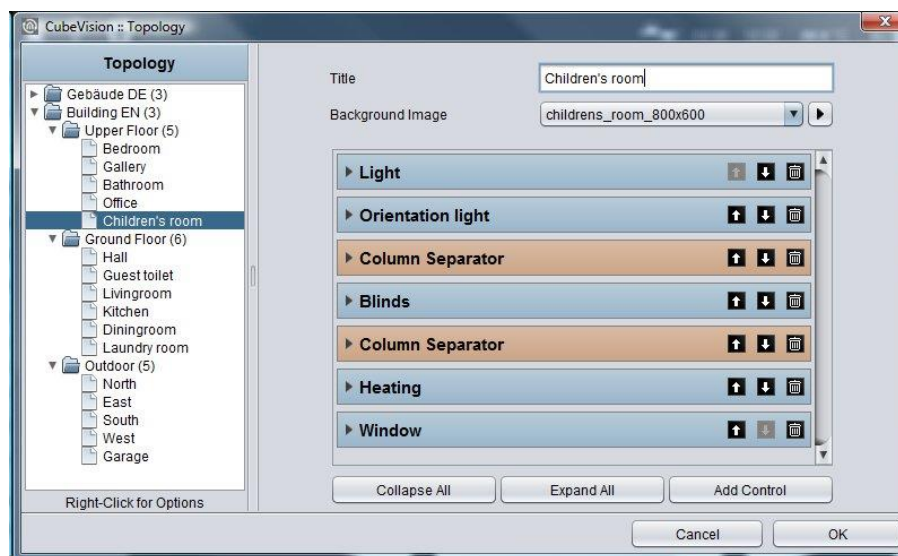 CubeVision :: Topology
Topology
Gebäude DE (3)
Building EN (3)
Upper Floor (5)
Bedroom
Gallery
Bathroom
Office
Children's room
Ground Floor (6)
Hall
Guest toilet
Livingroom
Kitchen
Diningroom
Laundry room
Outdoor (5)
North
East
South
West
Garage
Right-Click for Options
Title
Children's room
Background Image
childrens_room_800x600
Light
Orientation light
Column Separator
Blinds
Column Separator
Heating
Window
Collapse All
Expand All
Add Control
Cancel
OK